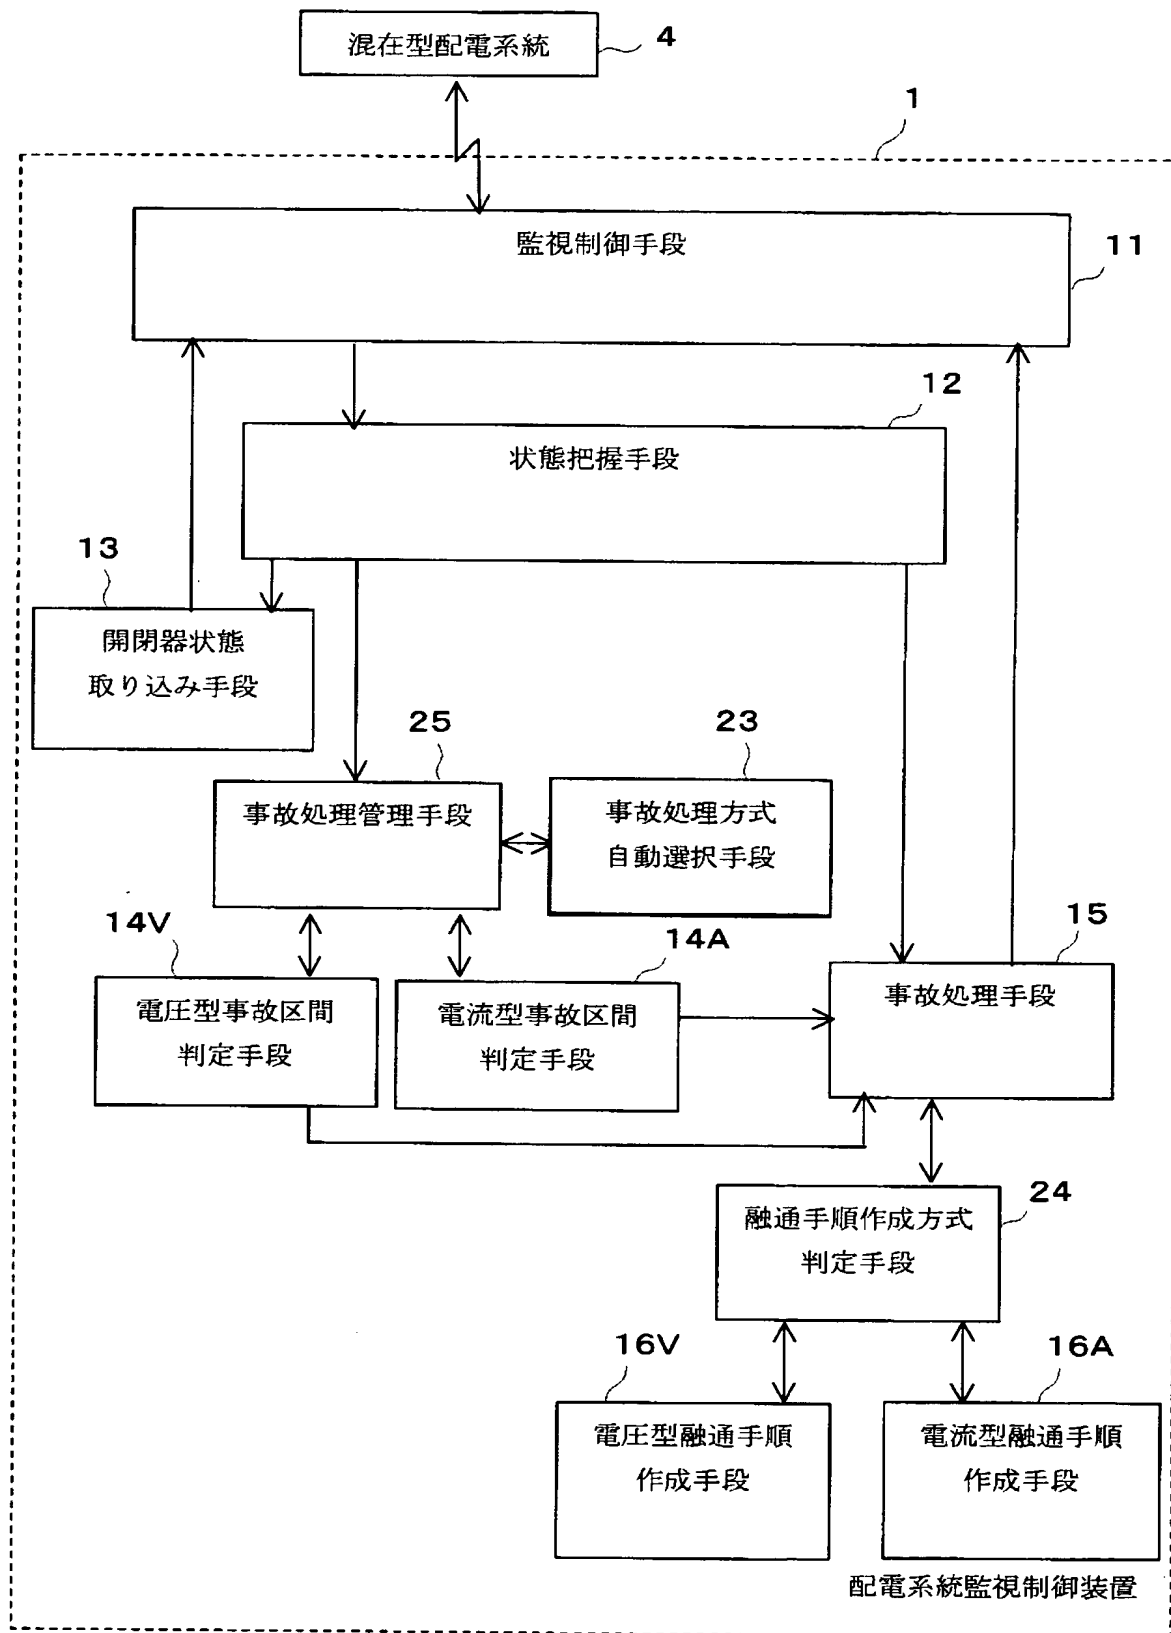 混在型配電系統
4
1
監視制御手段
11
12
状態把握手段
13
開閉器状態
取り込み手段
25
23
事故処理管理手段
事故処理方式
自動選択手段
14V
14A
15
電圧型事故区間
判定手段
電流型事故区間
判定手段
事故処理手段
24
融通手順作成方式
判定手段
16V
16A
電圧型融通手順
作成手段
電流型融通手順
作成手段
配電系統監視制御装置